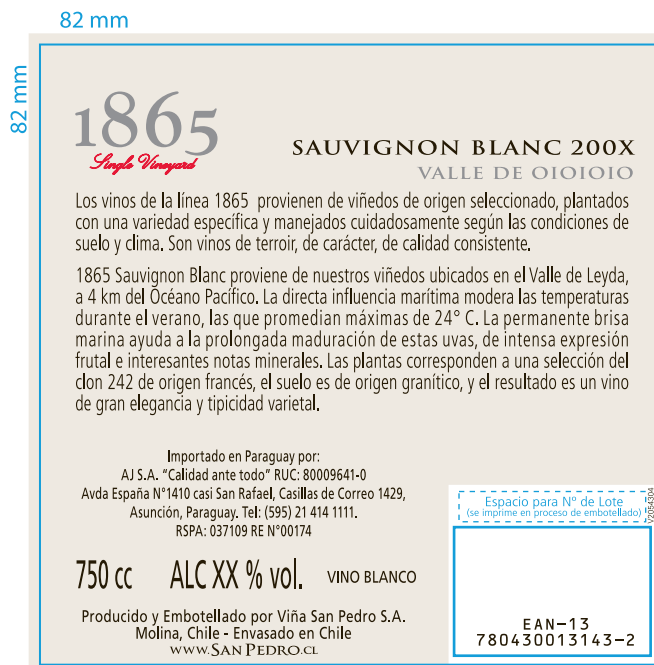 82 mm
82 mm
1865
Single Vineyard
SAUVIGNON BLANC 200X
VALLE DE OIOIOIO
Los vinos de la línea 1865 provienen de viñedos de origen seleccionado, plantados
con una variedad específica y manejados cuidadosamente según las condiciones de
suelo y clima. Son vinos de terroir, de carácter, de calidad consistente.
1865 Sauvignon Blanc proviene de nuestros viñedos ubicados en el Valle de Leyda,
a 4 km del Océano Pacífico. La directa influencia marítima modera las temperaturas
durante el verano, las que promedian máximas de 24° C. La permanente brisa
marina ayuda a la prolongada maduración de estas uvas, de intensa expresión
frutal e interesantes notas minerales. Las plantas corresponden a una selección del
clon 242 de origen francés, el suelo es de origen granítico, y el resultado es un vino
de gran elegancia y tipicidad varietal.
Importado en Paraguay por:
AJ S.A. "Calidad ante todo" RUC: 80009641-0
Avda España N°1410 casi San Rafael, Casillas de Correo 1429,
Asunción, Paraguay. Tel: (595) 21 414 1111.
RSPA: 037109 RE N°00174
750 cc ALC XX % vol. VINO BLANCO
Producido y Embotellado por Viña San Pedro S.A.
Molina, Chile - Envasado en Chile
WWW.SAN PEDRO.CL
Espacio para Nº de Lote
(se imprime en proceso de embotellado)
V2054304
EAN-13
780430013143-2